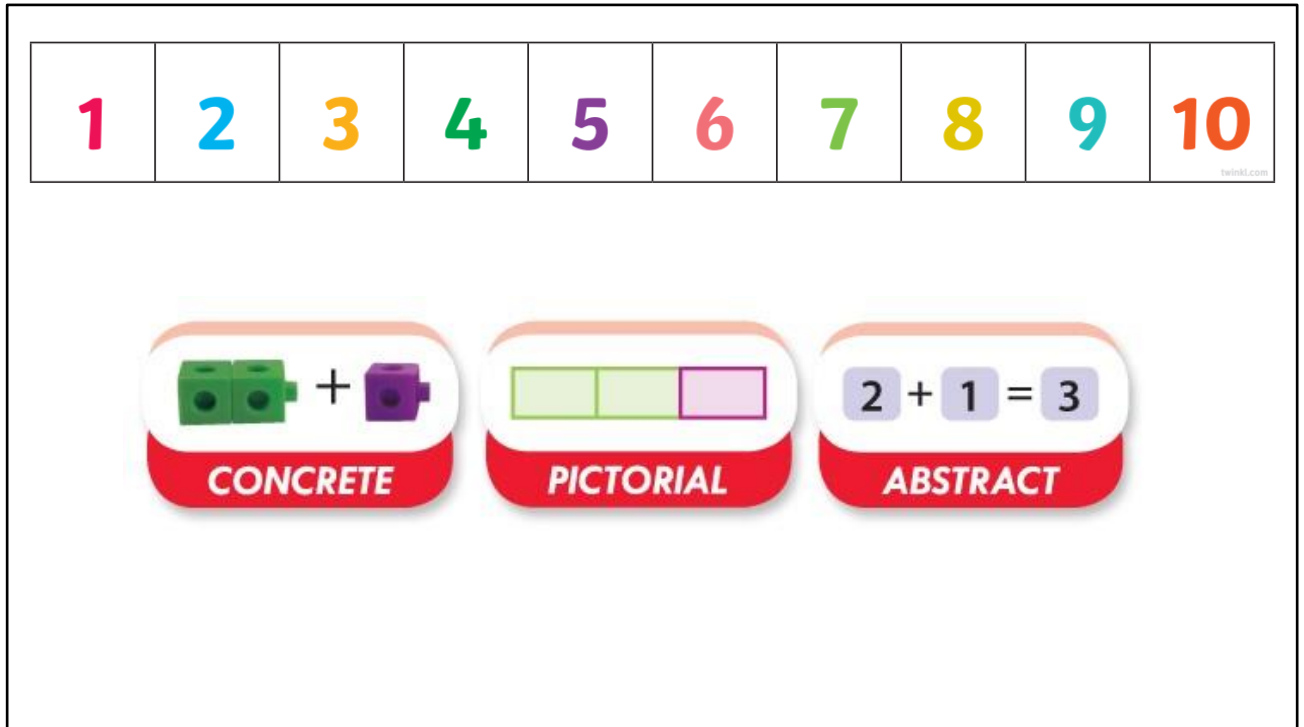 1 2 3 4 5 6 7 8 9 10
twinkl.com
+ 2 + 1 = 3
CONCRETE PICTORIAL ABSTRACT